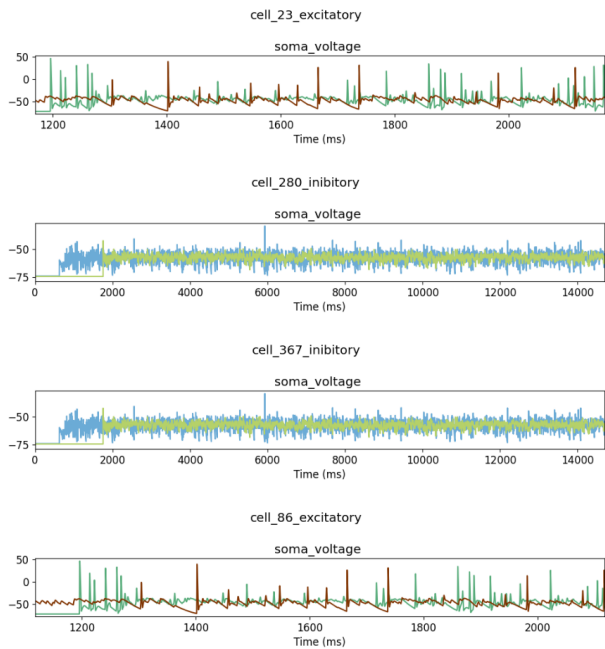 cell_23_excitatory
soma_voltage
50
0
−50
1200 1400 1600 1800 2000
Time (ms)
cell_280_inibitory
soma_voltage
−50
−75
0 2000 4000 6000 8000 10000 12000 14000
Time (ms)
cell_367_inibitory
soma_voltage
−50
−75
0 2000 4000 6000 8000 10000 12000 14000
Time (ms)
cell_86_excitatory
soma_voltage
50
0
−50
1200 1400 1600 1800 2000
Time (ms)